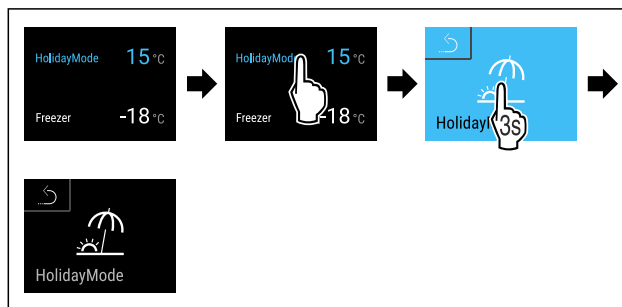 HolidayMode 15 °C
Freezer -18 °C
HolidayMod 15 °C
Freezer -18 °C
Holiday
3s
HolidayMode